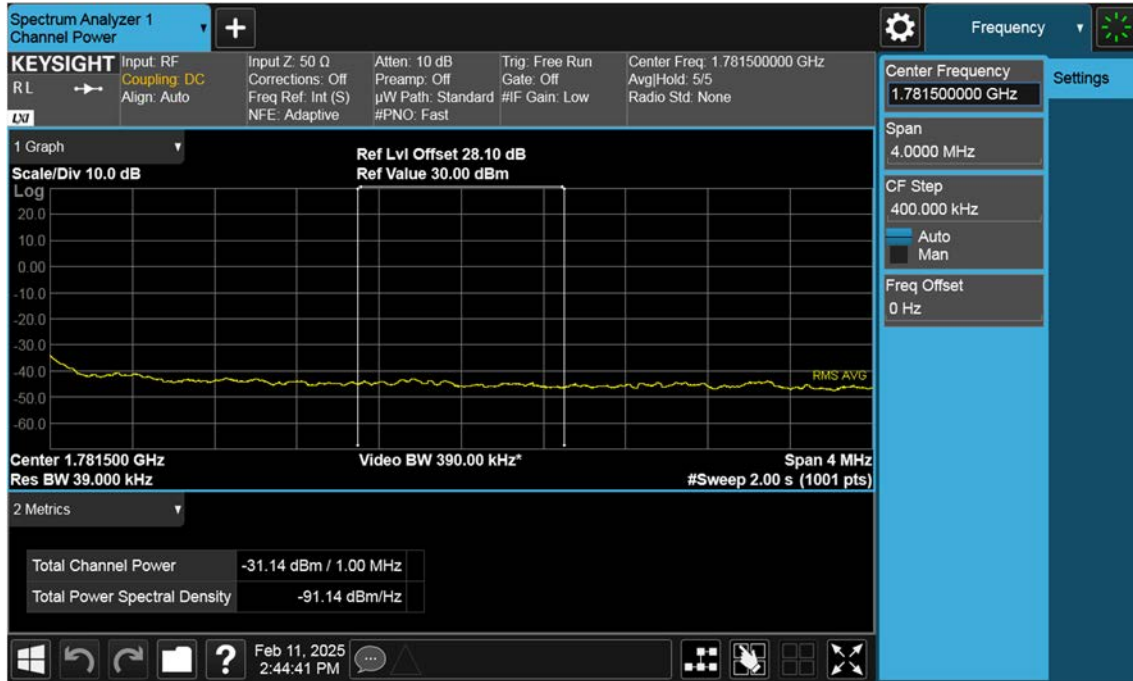 Spectrum Analyzer 1
Channel Power
+
Frequency
KEYSIGHT
R L
LXI
Input: RF
Coupling: DC
Align: Auto
Input Z: 50 Ω
Corrections: Off
Freq Ref: Int (S)
NFE: Adaptive
Atten: 10 dB
Preamp: Off
µW Path: Standard
#PNO: Fast
Trig: Free Run
Gate: Off
#IF Gain: Low
Center Freq: 1.781500000 GHz
Avg|Hold: 5/5
Radio Std: None
Center Frequency
1.781500000 GHz
Settings
Span
4.0000 MHz
CF Step
400.000 kHz
Auto
Man
Freq Offset
0 Hz
1 Graph
Scale/Div 10.0 dB
Ref Lvl Offset 28.10 dB
Ref Value 30.00 dBm
Log
20.0
10.0
0.00
-10.0
-20.0
-30.0
-40.0
-50.0
-60.0
RMS AVG
Center 1.781500 GHz
Video BW 390.00 kHz*
Span 4 MHz
Res BW 39.000 kHz
#Sweep 2.00 s (1001 pts)
2 Metrics
Total Channel Power -31.14 dBm / 1.00 MHz
Total Power Spectral Density -91.14 dBm/Hz
?
Feb 11, 2025
2:44:41 PM